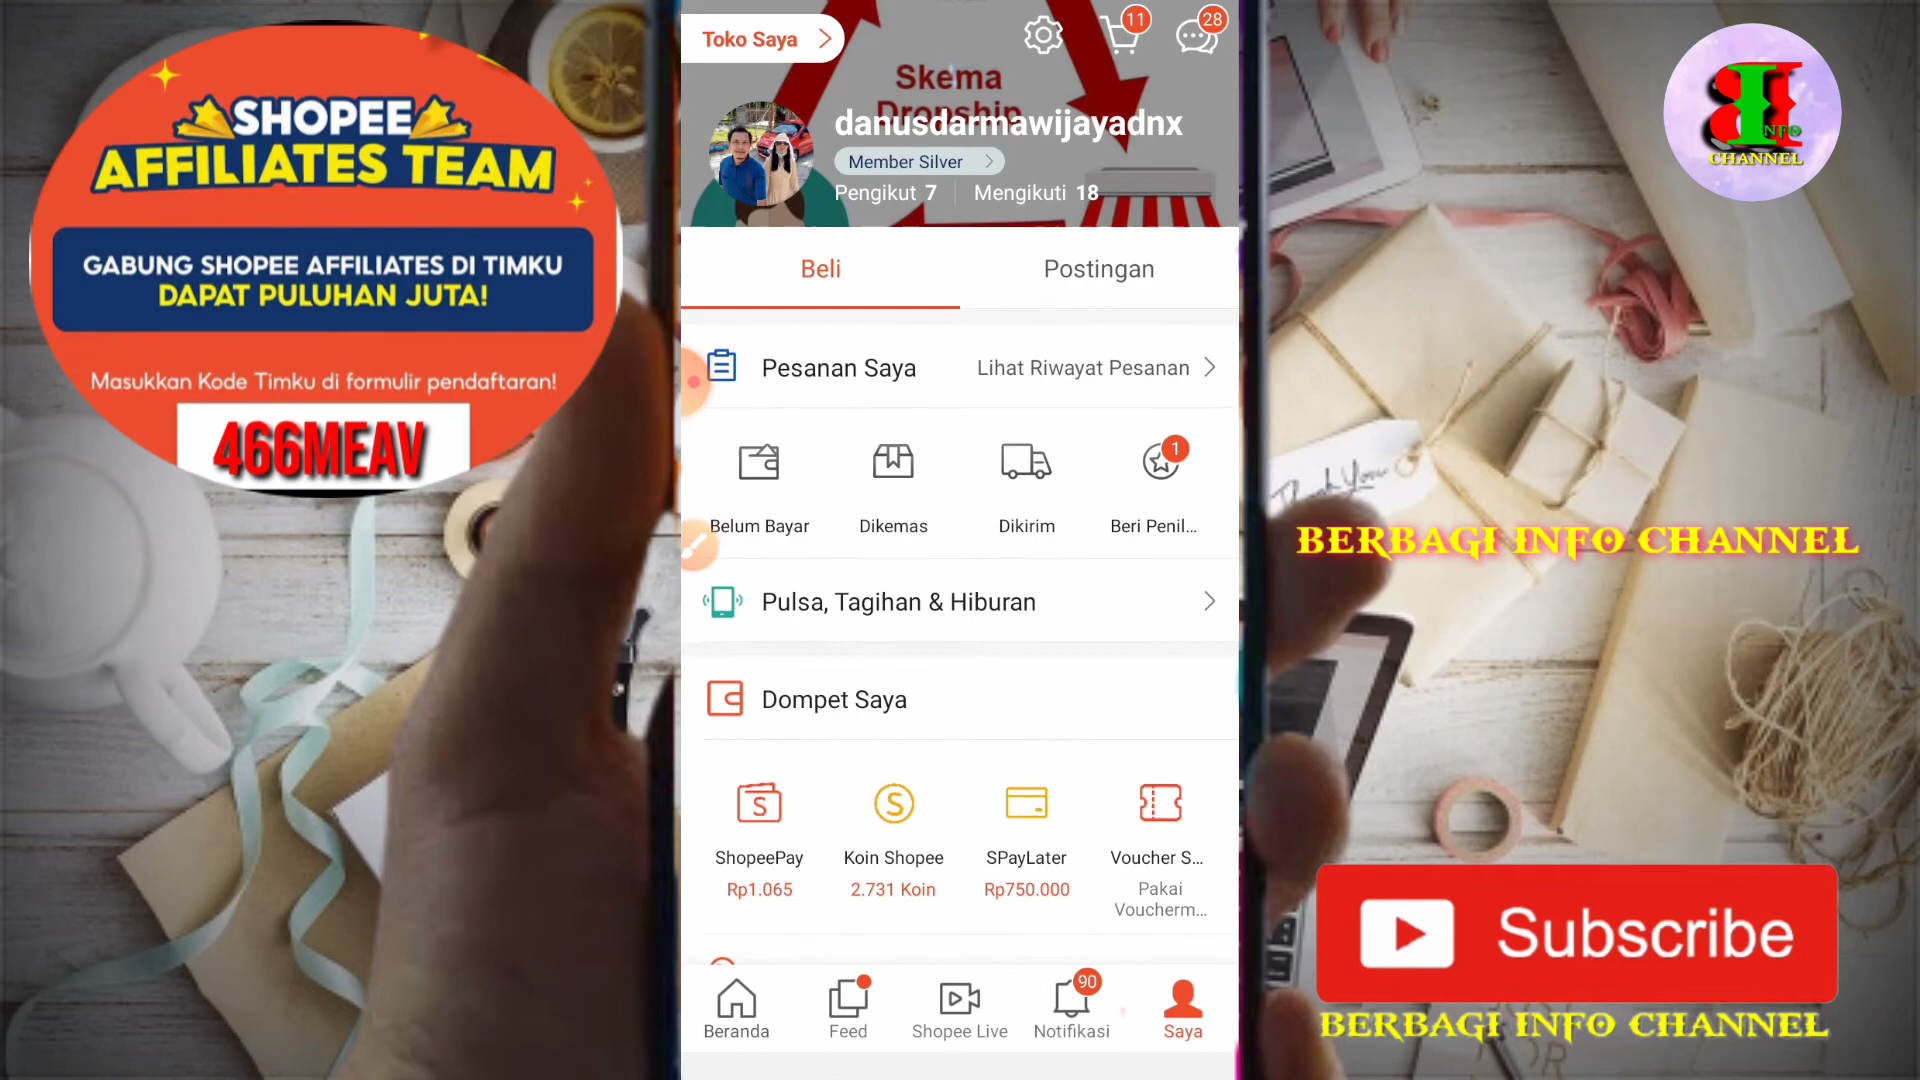 SHOPEE
AFFILIATES TEAM
GABUNG SHOPEE AFFILIATES DI TIMKU
DAPAT PULUHAN JUTA!
Masukkan Kode Timku di formulir pendaftaran!
466MEAV
Toko Saya
11
28
Skema
Dropship
danusdarmawijayadnx
Member Silver
Pengikut 7
Mengikuti 18
Beli
Postingan
Pesanan Saya
Lihat Riwayat Pesanan
1
Belum Bayar
Dikemas
Dikirim
Beri Penil...
Pulsa, Tagihan & Hiburan
Dompet Saya
ShopeePay
Koin Shopee
SPayLater
Voucher S...
Rp1.065
2.731 Koin
Rp750.000
Pakai
Voucherm...
90
Beranda
Feed
Shopee Live
Notifikasi
Saya
INFO
CHANNEL
Thank You
BERBAGI INFO CHANNEL
Subscribe
BERBAGI INFO CHANNEL